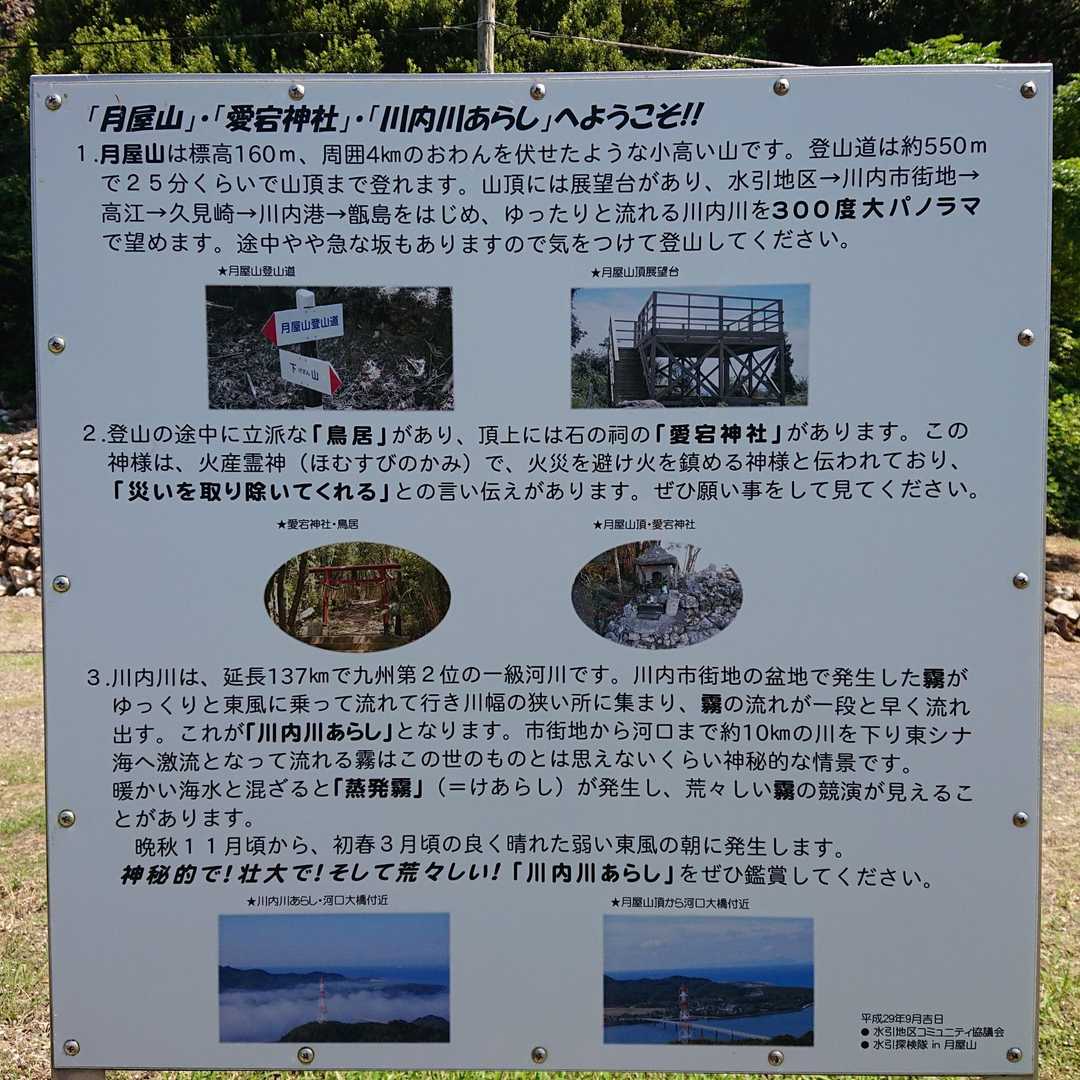 「月屋山」・「愛宕神社」・「川内川あらし」へようこそ!!
1.月屋山は標高160m、周囲4㎞のおわんを伏せたような小高い山です。登山道は約550m
で25分くらいで山頂まで登れます。山頂には展望台があり、水引地区→川内市街地→
高江→久見崎→川内港→甑島をはじめ、ゆったりと流れる川内川を300度大パノラマ
で望めます。途中やや急な坂もありますので気をつけて登山してください。
★月屋山登山道
★月屋山頂展望台
月屋山登山道
下げざん山
2.登山の途中に立派な「鳥居」があり、頂上には石の祠の「愛宕神社」があります。この
神様は、火産霊神（ほむすびのかみ）で、火災を避け火を鎮める神様と伝われており、
「災いを取り除いてくれる」との言い伝えがあります。ぜひ願い事をして見てください。
★愛宕神社・鳥居
★月屋山頂・愛宕神社
3.川内川は、延長137㎞で九州第2位の一級河川です。川内市街地の盆地で発生した霧が
ゆっくりと東風に乗って流れて行き川幅の狭い所に集まり、霧の流れが一段と早く流れ
出す。これが「川内川あらし」となります。市街地から河口まで約10㎞の川を下り東シナ
海へ激流となって流れる霧はこの世のものとは思えないくらい神秘的な情景です。
暖かい海水と混ざると「蒸発霧」（＝けあらし）が発生し、荒々しい霧の競演が見えるこ
とがあります。
晩秋11月頃から、初春3月頃の良く晴れた弱い東風の朝に発生します。
神秘的で!壮大で!そして荒々しい!「川内川あらし」をぜひ鑑賞してください。
★川内川あらし・河口大橋付近
★月屋山頂から河口大橋付近
平成29年9月吉日
● 水引地区コミュニティ協議会
● 水引探検隊 in 月屋山